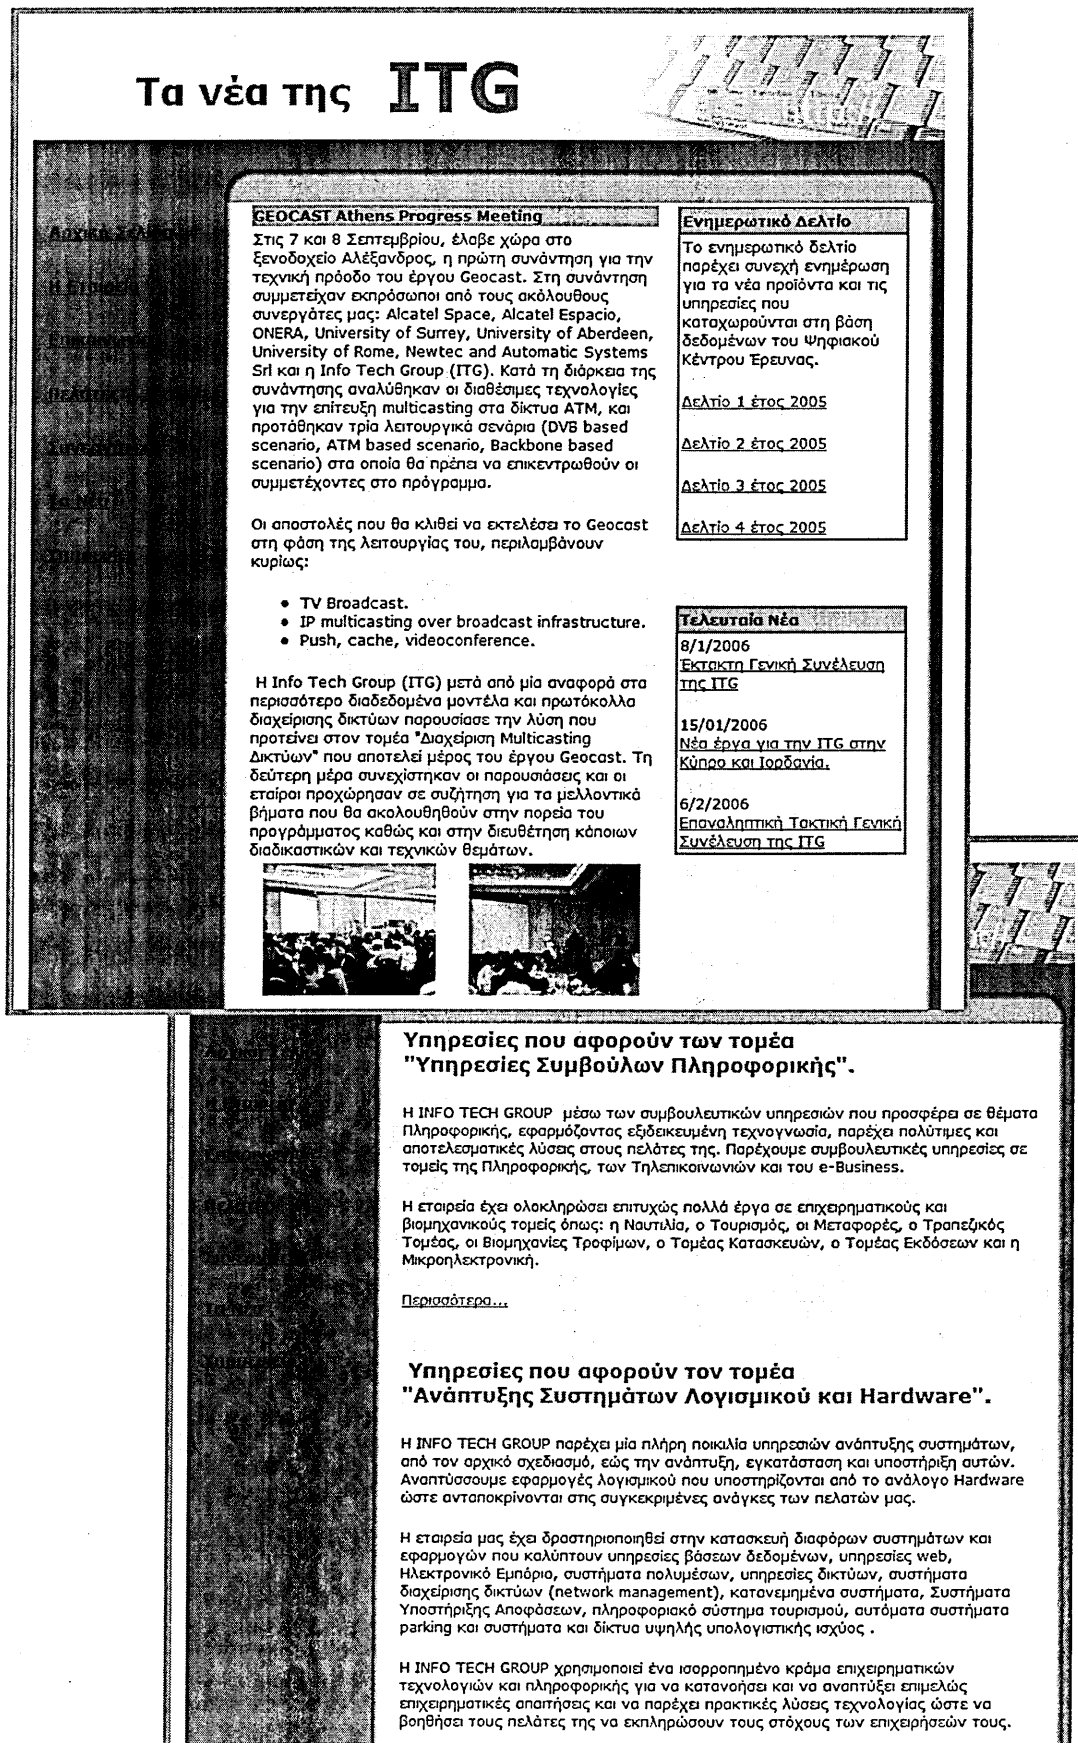 Τα νέα της ITG
Αρχική Σελίδα
Η Εταιρεία
GEOCAST Athens Progress Meeting
Στις 7 και 8 Σεπτεμβρίου, έλαβε χώρα στο
ξενοδοχείο Αλέξανδρος, η πρώτη συνάντηση για την
τεχνική πρόοδο του έργου Geocast. Στη συνάντηση
συμμετείχαν εκπρόσωποι από τους ακόλουθους
συνεργάτες μας: Alcatel Space, Alcatel Espacio,
ONERA, University of Surrey, University of Aberdeen,
University of Rome, Newtec and Automatic Systems
Srl και η Info Tech Group (ITG). Κατά τη διάρκεια της
συνάντησης αναλύθηκαν οι διαθέσιμες τεχνολογίες
για την επίτευξη multicasting στα δίκτυα ATM, και
προτάθηκαν τρία λειτουργικά σενάρια (DVB based
scenario, ATM based scenario, Backbone based
scenario) στα οποία θα πρέπει να επικεντρωθούν οι
συμμετέχοντες στο πρόγραμμα.
Οι αποστολές που θα κλιθεί να εκτελέσει το Geocast
στη φάση της λειτουργίας του, περιλαμβάνουν
κυρίως:
• TV Broadcast.
• IP multicasting over broadcast infrastructure.
• Push, cache, videoconference.
Η Info Tech Group (ITG) μετά από μία αναφορά στα
περισσότερο διαδεδομένα μοντέλα και πρωτόκολλα
διαχείρισης δικτύων παρουσίασε την λύση που
προτείνει στον τομέα "Διαχείριση Multicasting
Δικτύων" που αποτελεί μέρος του έργου Geocast. Τη
δεύτερη μέρα συνεχίστηκαν οι παρουσιάσεις και οι
εταίροι προχώρησαν σε συζήτηση για τα μελλοντικά
βήματα που θα ακολουθηθούν στην πορεία του
προγράμματος καθώς και στην διευθέτηση κάποιων
διαδικαστικών και τεχνικών θεμάτων.
Ενημερωτικό Δελτίο
Το ενημερωτικό δελτίο
παρέχει συνεχή ενημέρωση
για τα νέα προϊόντα και τις
υπηρεσίες που
καταχωρούνται στη βάση
δεδομένων του Ψηφιακού
Κέντρου Έρευνας.
Δελτίο 1 έτος 2005
Δελτίο 2 έτος 2005
Δελτίο 3 έτος 2005
Δελτίο 4 έτος 2005
Τελευταία Νέα
8/1/2006
Έκτακτη Γενική Συνέλευση
της ITG
15/01/2006
Νέα έργα για την ITG στην
Κύπρο και Ιορδανία.
6/2/2006
Επαναληπτική Τακτική Γενική
Συνέλευση της ITG
Υπηρεσίες που αφορούν των τομέα
"Υπηρεσίες Συμβούλων Πληροφορικής".
Η INFO TECH GROUP μέσω των συμβουλευτικών υπηρεσιών που προσφέρει σε θέματα
Πληροφορικής, εφαρμόζοντας εξιδεικευμένη τεχνογνωσία, παρέχει πολύτιμες και
αποτελεσματικές λύσεις στους πελάτες της. Παρέχουμε συμβουλευτικές υπηρεσίες σε
τομείς της Πληροφορικής, των Τηλεπικοινωνιών και του e-Business.
Η εταιρεία έχει ολοκληρώσει επιτυχώς πολλά έργα σε επιχειρηματικούς και
βιομηχανικούς τομείς όπως: η Ναυτιλία, ο Τουρισμός, οι Μεταφορές, ο Τραπεζικός
Τομέας, οι Βιομηχανίες Τροφίμων, ο Τομέας Κατασκευών, ο Τομέας Εκδόσεων και η
Μικροηλεκτρονική.
Περισσότερα...
Υπηρεσίες που αφορούν τον τομέα
"Ανάπτυξης Συστημάτων Λογισμικού και Hardware".
Η INFO TECH GROUP παρέχει μία πλήρη ποικιλία υπηρεσιών ανάπτυξης συστημάτων,
από τον αρχικό σχεδιασμό, εώς την ανάπτυξη, εγκατάσταση και υποστήριξη αυτών.
Αναπτύσσουμε εφαρμογές λογισμικού που υποστηρίζονται από το ανάλογο Hardware
ώστε ανταποκρίνονται στις συγκεκριμένες ανάγκες των πελατών μας.
Η εταιρεία μας έχει δραστηριοποιηθεί στην κατασκευή διαφόρων συστημάτων και
εφαρμογών που καλύπτουν υπηρεσίες βάσεων δεδομένων, υπηρεσίες web,
Ηλεκτρονικό Εμπόριο, συστήματα πολυμέσων, υπηρεσίες δικτύων, συστήματα
διαχείρισης δικτύων (network management), κατανεμημένα συστήματα, Συστήματα
Υποστήριξης Αποφάσεων, πληροφοριακό σύστημα τουρισμού, αυτόματα συστήματα
parking και συστήματα και δίκτυα υψηλής υπολογιστικής ισχύος .
Η INFO TECH GROUP χρησιμοποιεί ένα ισορροπημένο κράμα επιχειρηματικών
τεχνολογιών και πληροφορικής για να κατανοήσει και να αναπτύξει επιμελώς
επιχειρηματικές απαιτήσεις και να παρέχει πρακτικές λύσεις τεχνολογίας ώστε να
βοηθήσει τους πελάτες της να εκπληρώσουν τους στόχους των επιχειρήσεών τους.